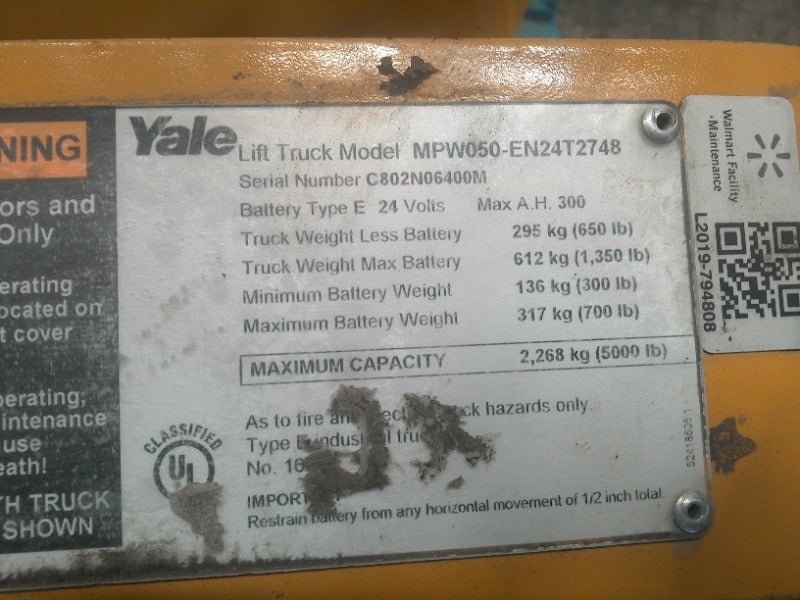 NING
ors and
Only
erating
ocated on
t cover
perating,
intenance
use
eath!
TH TRUCK
SHOWN
Yale
Lift Truck Model MPW050-EN24T2748
Serial Number C802N06400M
Battery Type E 24 Volts Max A.H. 300
Truck Weight Less Battery 295 kg (650 lb)
Truck Weight Max Battery 612 kg (1,350 lb)
Minimum Battery Weight 136 kg (300 lb)
Maximum Battery Weight 317 kg (700 lb)
MAXIMUM CAPACITY 2,268 kg (5000 lb)
CLASSIFIED
UL
As to fire and ck hazards only
Type E industrial
No.
IMPORT
Restrain battery from any horizontal movement of 1/2 inch total.
Walmart Facility
Maintenance
L2019-794808